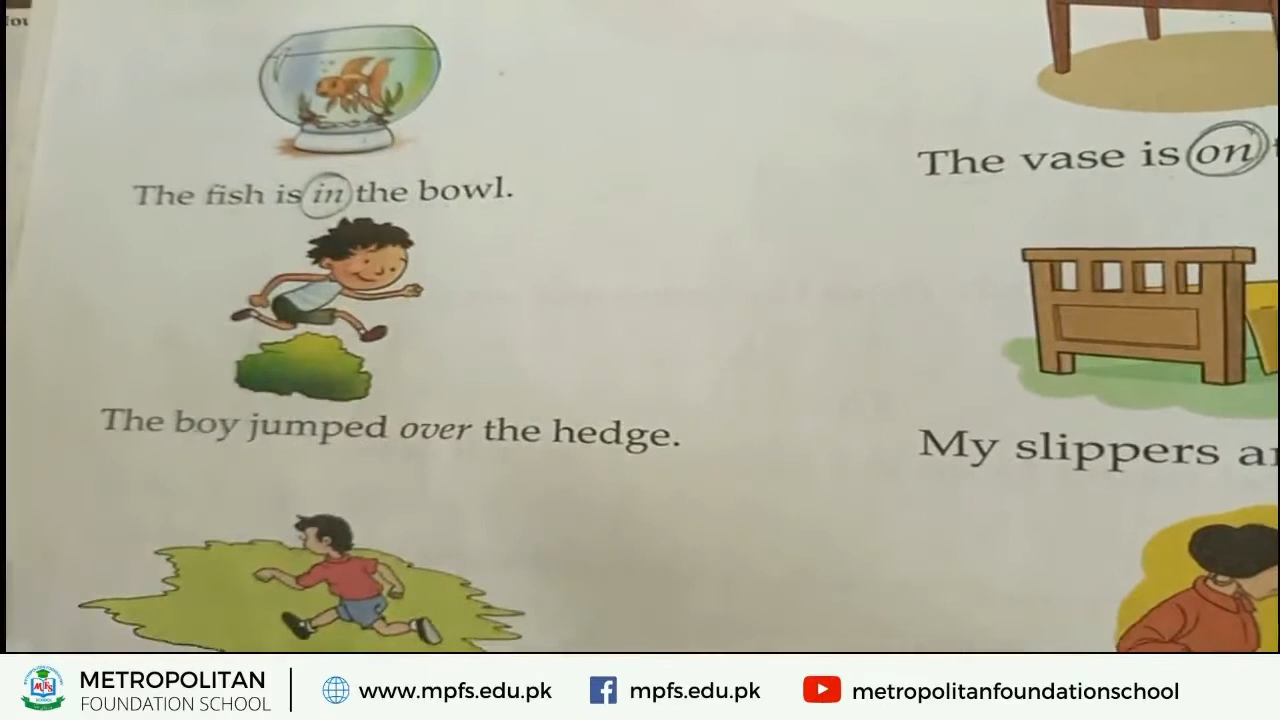 The fish is in the bowl.
The vase is on
The boy jumped over the hedge.
My slippers
METROPOLITAN
FOUNDATION SCHOOL
www.mpfs.edu.pk
mpfs.edu.pk
metropolitanfoundationschool